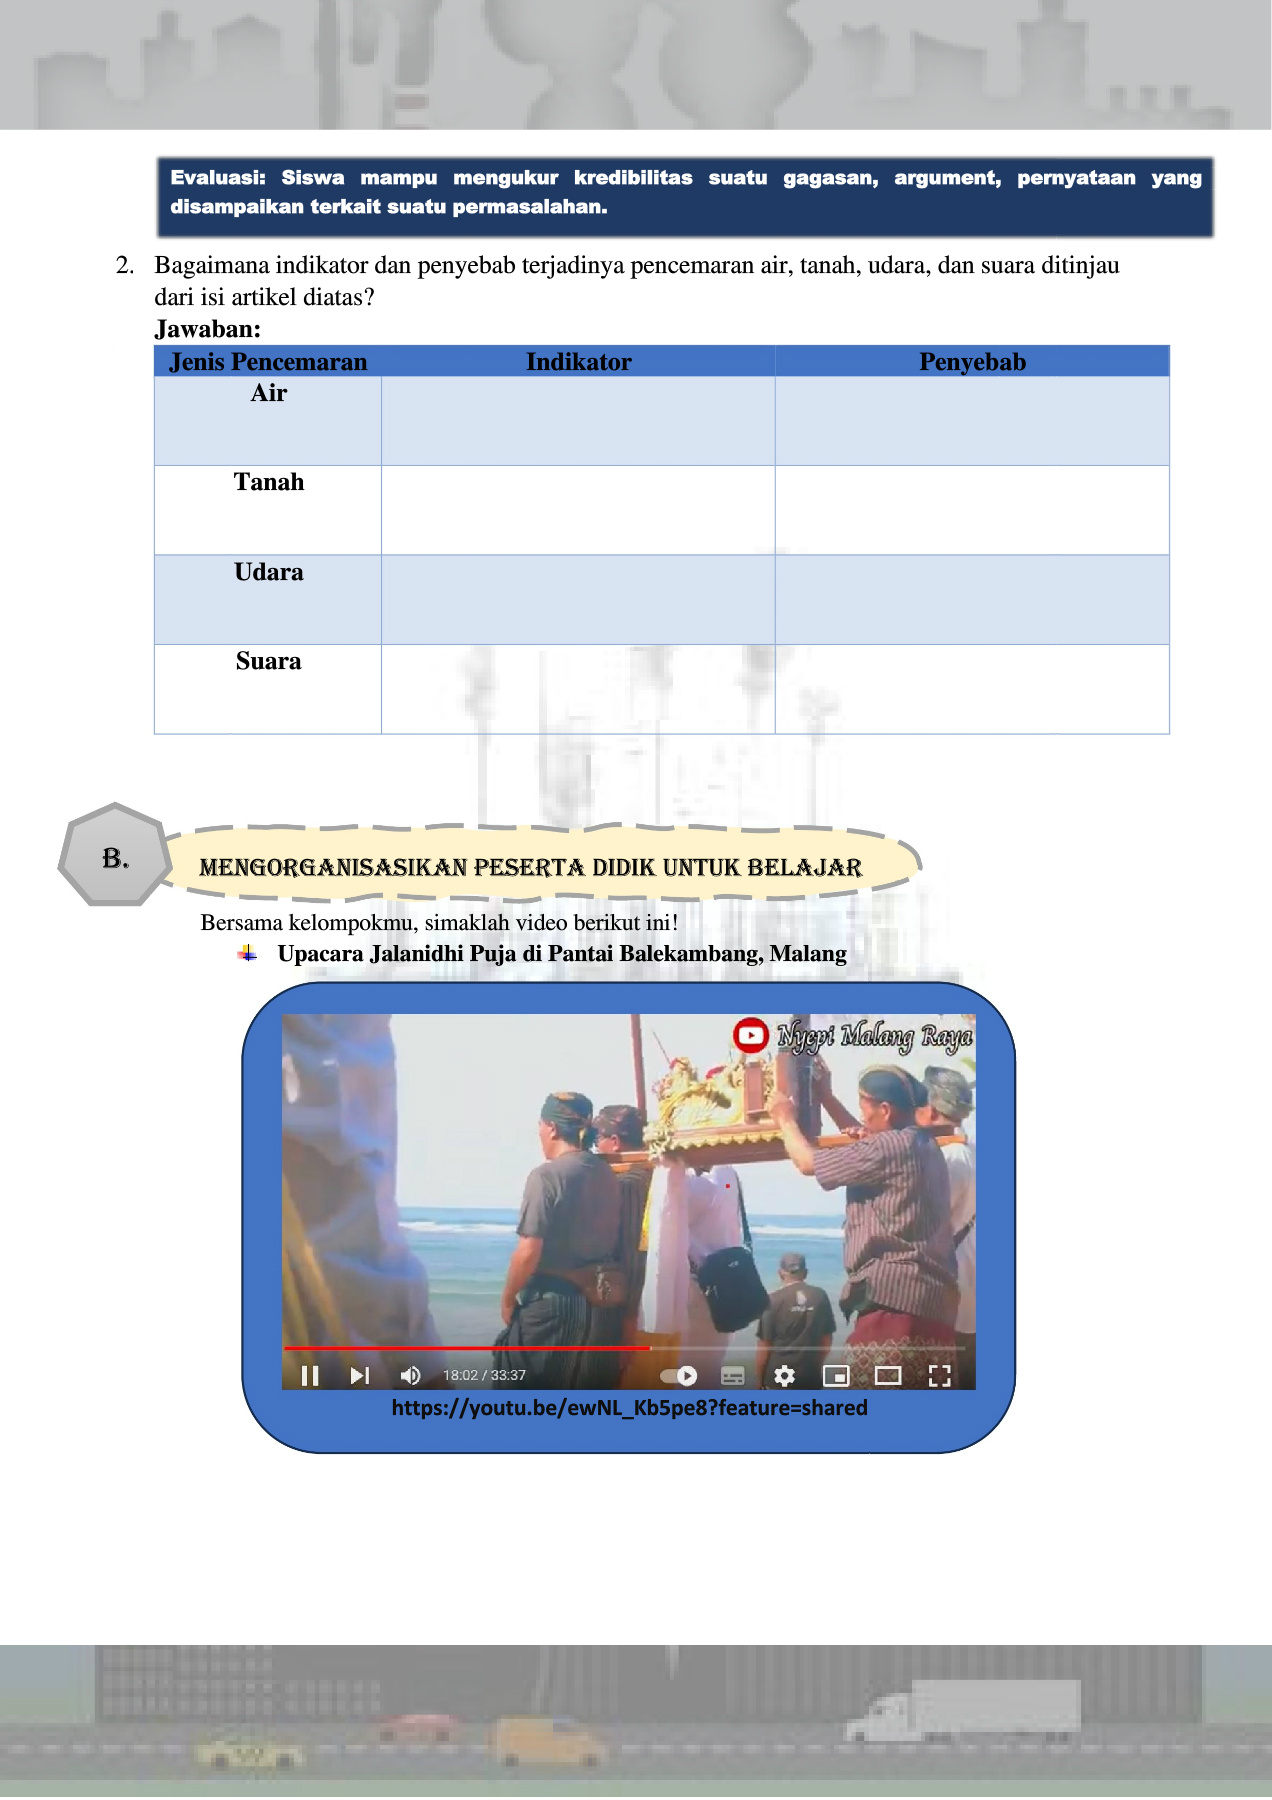 Evaluasi: Siswa mampu mengukur kredibilitas suatu gagasan, argument, pernyataan yang
disampaikan terkait suatu permasalahan.
2. Bagaimana indikator dan penyebab terjadinya pencemaran air, tanah, udara, dan suara ditinjau
dari isi artikel diatas?
Jawaban:
Jenis Pencemaran Indikator Penyebab
Air
Tanah
Udara
Suara
B.
MENGORGANISASIKAN PESERTA DIDIK UNTUK BELAJAR
Bersama kelompokmu, simaklah video berikut ini!
Upacara Jalanidhi Puja di Pantai Balekambang, Malang
Nyepi Malang Raya
18:02 / 33:37
https://youtu.be/ewNL_Kb5pe8?feature=shared